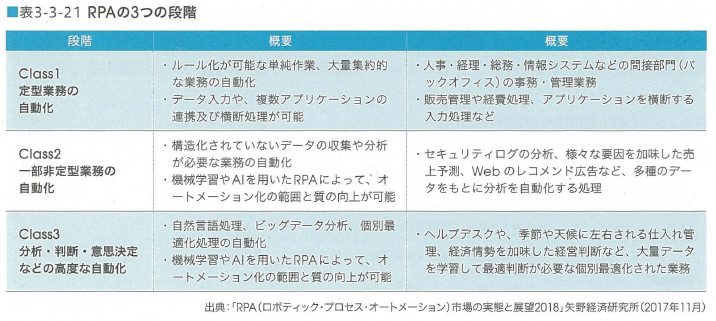 ■表3-3-21 RPAの3つの段階
段階
概要
概要
Class1
定型業務の
自動化
・ルール化が可能な単純作業、大量集約的
な業務の自動化
・データ入力や、複数アプリケーションの
連携及び横断処理が可能
・人事・経理・総務・情報システムなどの間接部門(バ
ックオフィス)の事務・管理業務
・販売管理や経費処理、アプリケーションを横断する
入力処理など
Class2
一部非定型業務の
自動化
・構造化されていないデータの収集や分析
が必要な業務の自動化
・機械学習やAIを用いたRPAによって、オ
ートメーション化の範囲と質の向上が可能
・セキュリティログの分析、様々な要因を加味した売
上予測、Webのレコメンド広告など、多種のデー
タをもとに分析を自動化する処理
Class3
分析・判断・意思決定
などの高度な自動化
・自然言語処理、ビッグデータ分析、個別最
適化処理の自動化
・機械学習やAIを用いたRPAによって、オ
ートメーション化の範囲と質の向上が可能
・ヘルプデスクや、季節や天候に左右される仕入れ管
理、経済情勢を加味した経営判断など、大量データ
を学習して最適判断が必要な個別最適化された業務
出典:「RPA(ロボティック・プロセス・オートメーション)市場の実態と展望2018」矢野経済研究所(2017年11月)